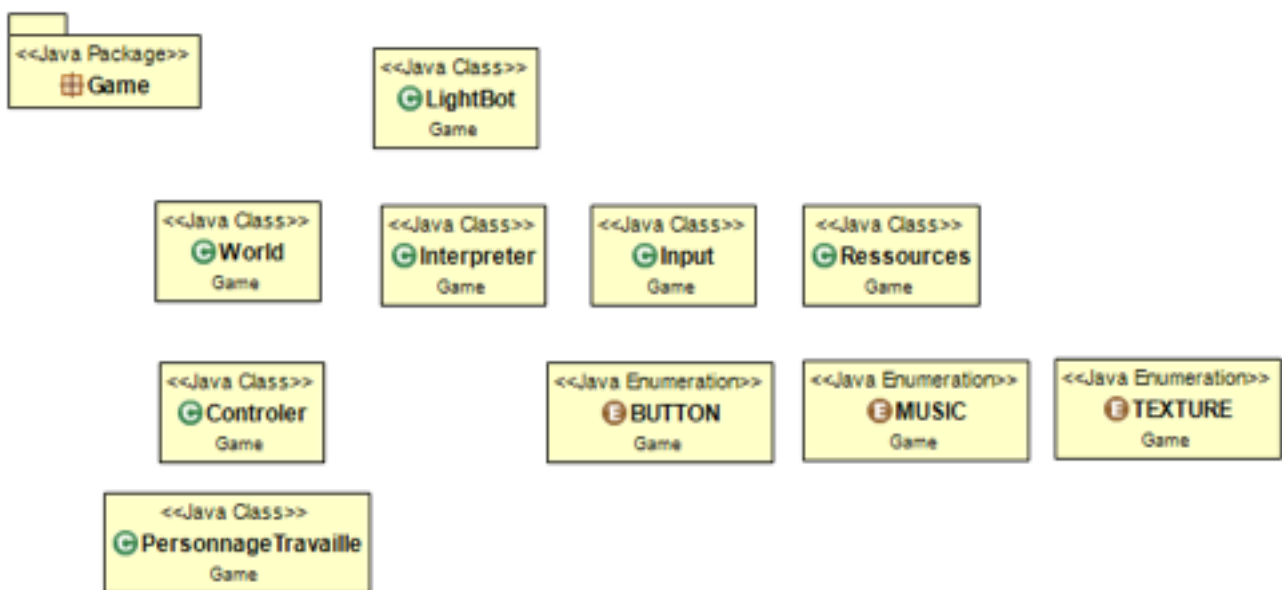 <<Java Package>>
Game
<<Java Class>>
LightBot
Game
<<Java Class>>
World
Game
<<Java Class>>
Interpreter
Game
<<Java Class>>
Input
Game
<<Java Class>>
Ressources
Game
<<Java Class>>
Controler
Game
<<Java Enumeration>>
BUTTON
Game
<<Java Enumeration>>
MUSIC
Game
<<Java Enumeration>>
TEXTURE
Game
<<Java Class>>
PersonnageTravaille
Game